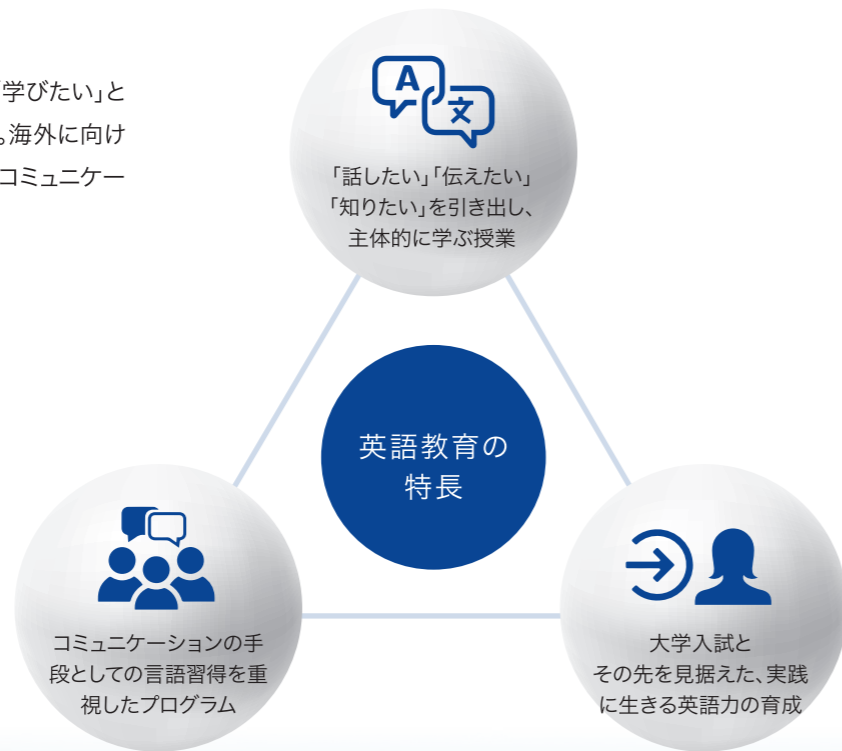 学びたい」と
。海外に向け
コミュニケー
A
文
「話したい」「伝えたい」
「知りたい」を引き出し、
主体的に学ぶ授業
英語教育の
特長
コミュニケーションの手
段としての言語習得を重
視したプログラム
大学入試と
その先を見据えた、実践
に生きる英語力の育成